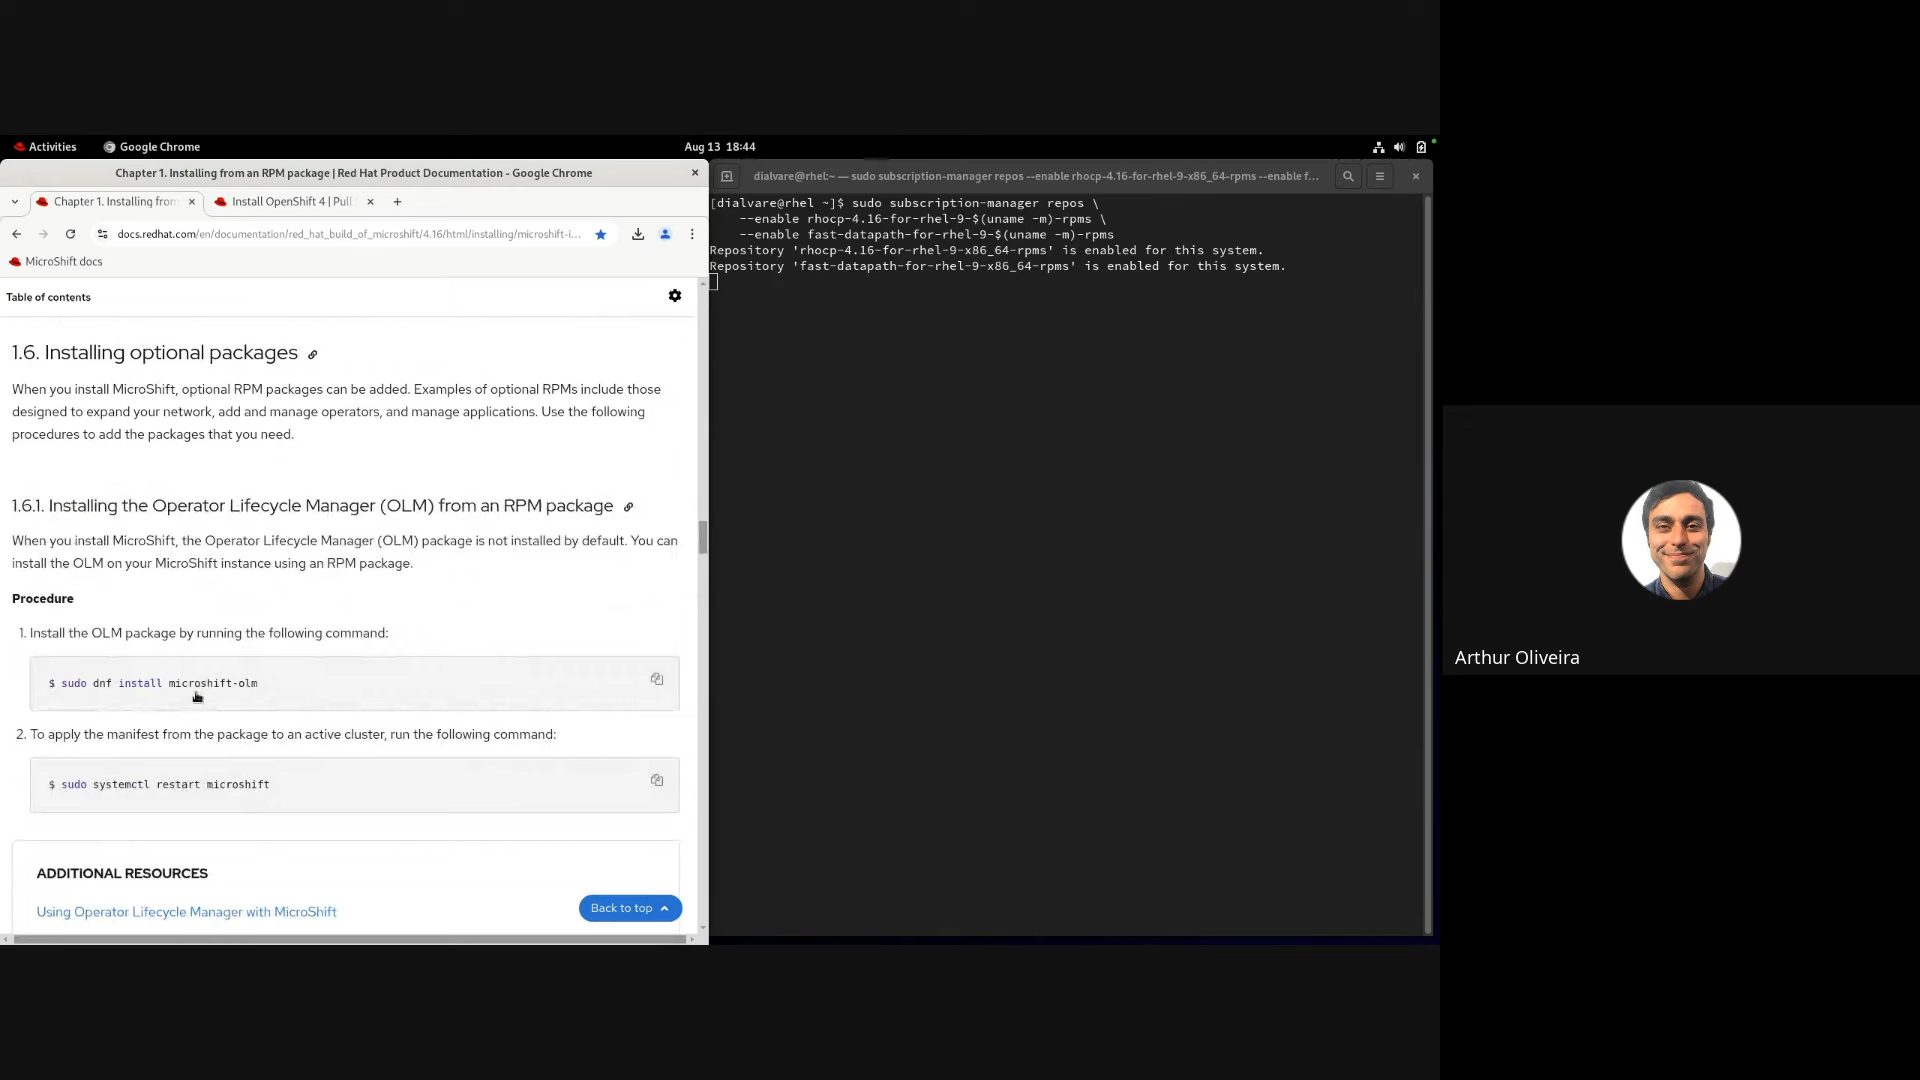 Activities
Google Chrome
Aug 13 18:44
Chapter 1. Installing from an RPM package | Red Hat Product Documentation - Google Chrome
Chapter 1. Installing from
Install OpenShift 4 | Pull
docs.redhat.com/en/documentation/red_hat_build_of_microshift/4.16/html/installing/microshift-i...
MicroShift docs
Table of contents
1.6. Installing optional packages
When you install MicroShift, optional RPM packages can be added. Examples of optional RPMs include those
designed to expand your network, add and manage operators, and manage applications. Use the following
procedures to add the packages that you need.
1.6.1. Installing the Operator Lifecycle Manager (OLM) from an RPM package
When you install MicroShift, the Operator Lifecycle Manager (OLM) package is not installed by default. You can
install the OLM on your MicroShift instance using an RPM package.
Procedure
1. Install the OLM package by running the following command:
$ sudo dnf install microshift-olm
2. To apply the manifest from the package to an active cluster, run the following command:
$ sudo systemctl restart microshift
ADDITIONAL RESOURCES
Using Operator Lifecycle Manager with MicroShift
Back to top
dialvare@rhel:~ — sudo subscription-manager repos --enable rhocp-4.16-for-rhel-9-x86_64-rpms --enable f...
[dialvare@rhel ~]$ sudo subscription-manager repos \
--enable rhocp-4.16-for-rhel-9-$(uname -m)-rpms \
--enable fast-datapath-for-rhel-9-$(uname -m)-rpms
Repository 'rhocp-4.16-for-rhel-9-x86_64-rpms' is enabled for this system.
Repository 'fast-datapath-for-rhel-9-x86_64-rpms' is enabled for this system.
Arthur Oliveira